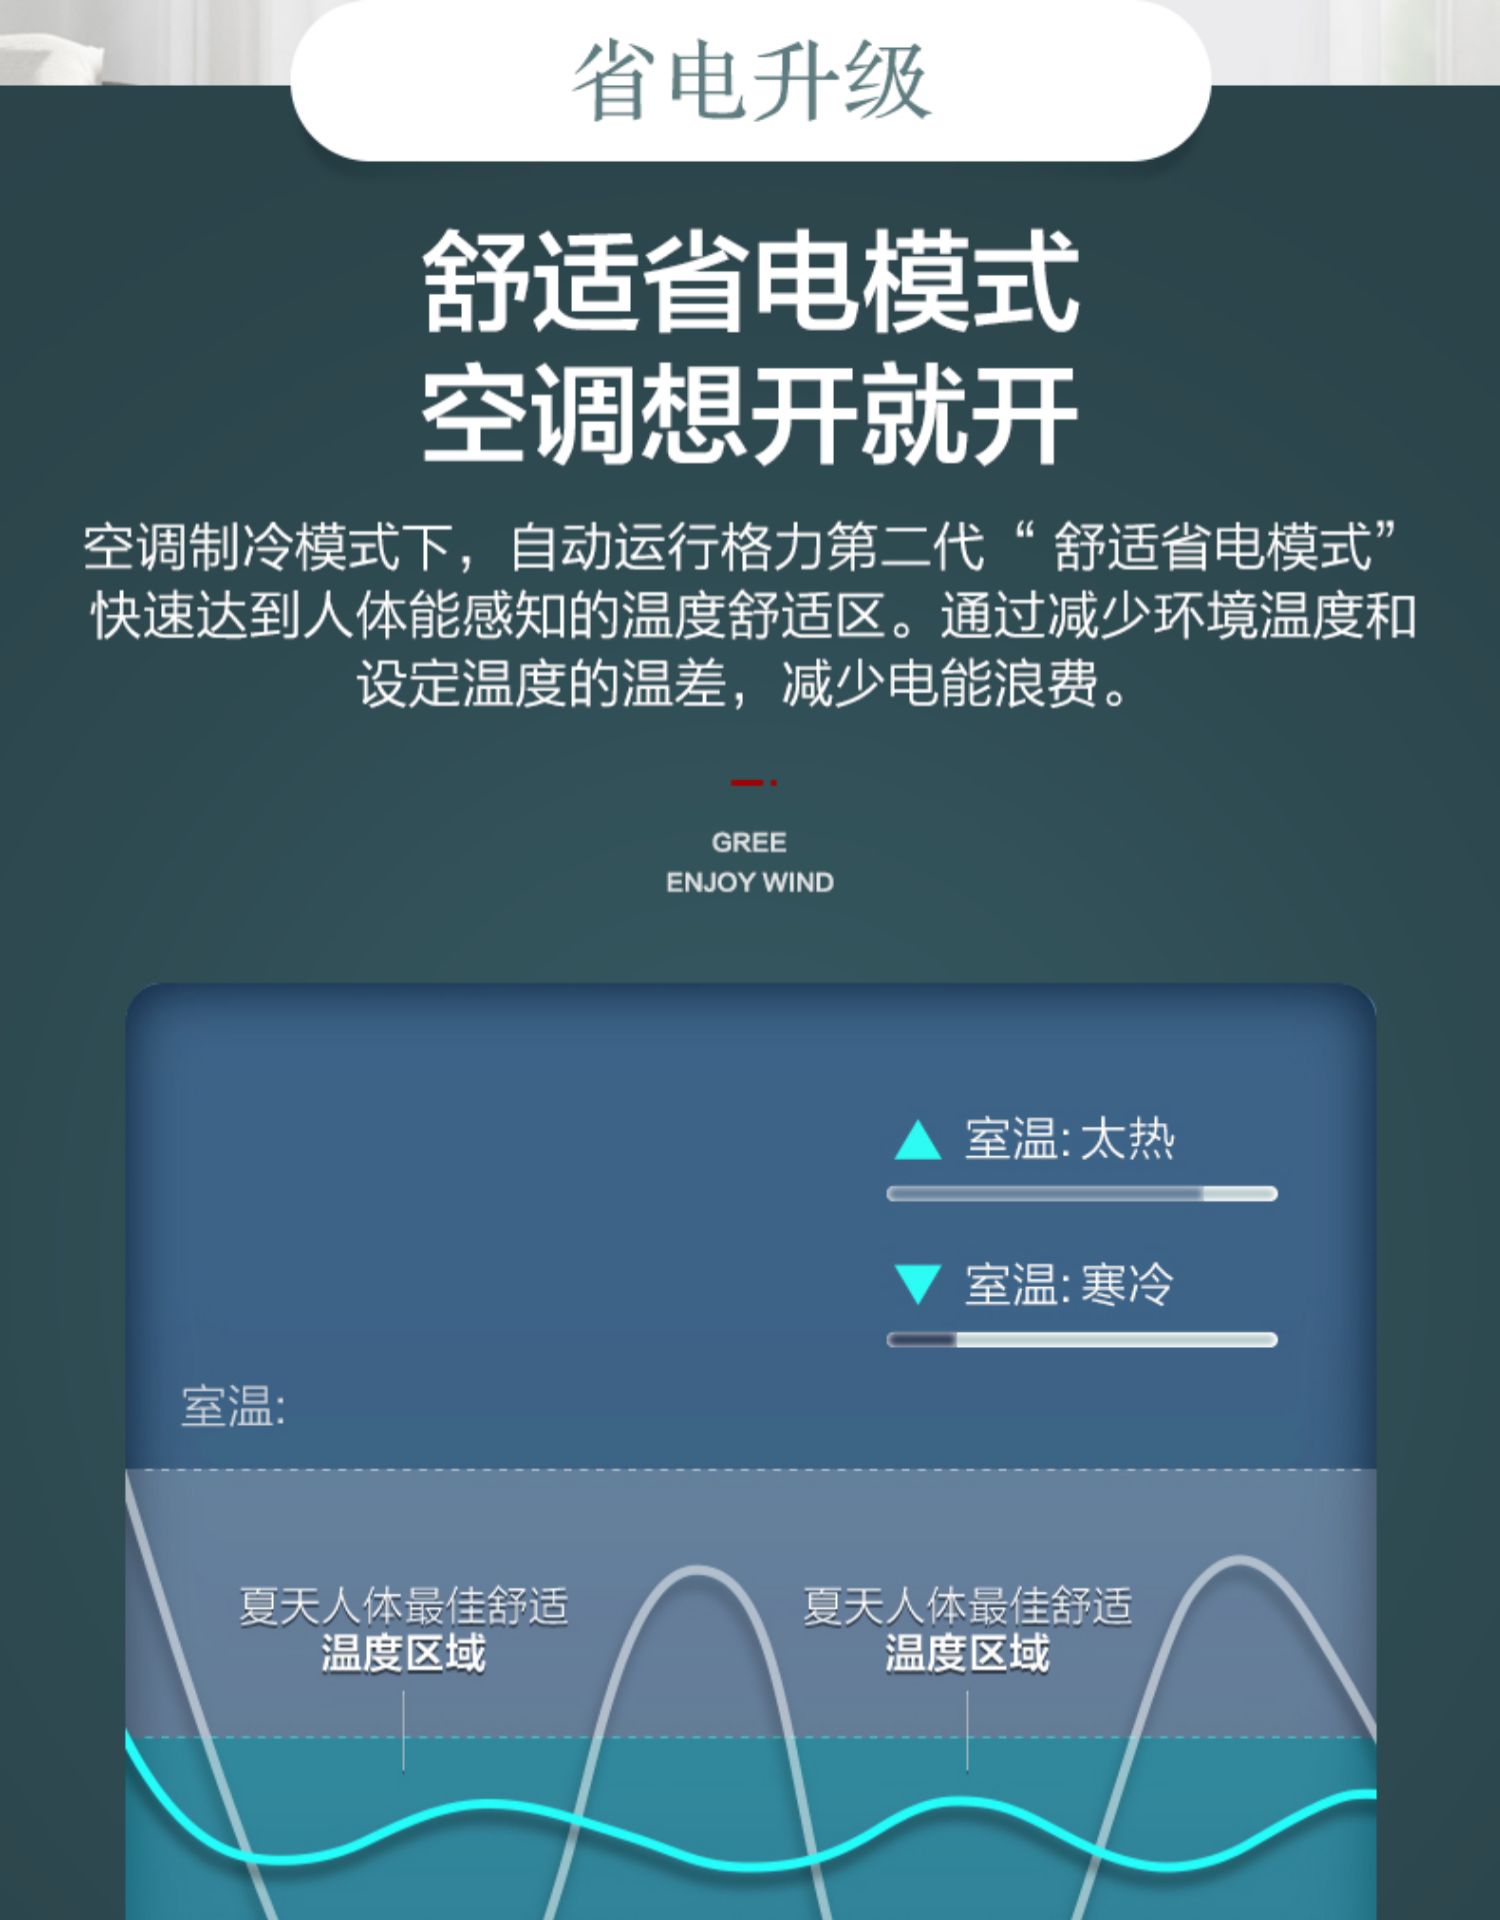 省电升级
舒适省电模式
空调想开就开
空调制冷模式下，自动运行格力第二代“ 舒适省电模式”
快速达到人体能感知的温度舒适区。通过减少环境温度和
设定温度的温差，减少电能浪费。
GREE
ENJOY WIND
室温: 太热
室温: 寒冷
室温:
夏天人体最佳舒适
温度区域
夏天人体最佳舒适
温度区域